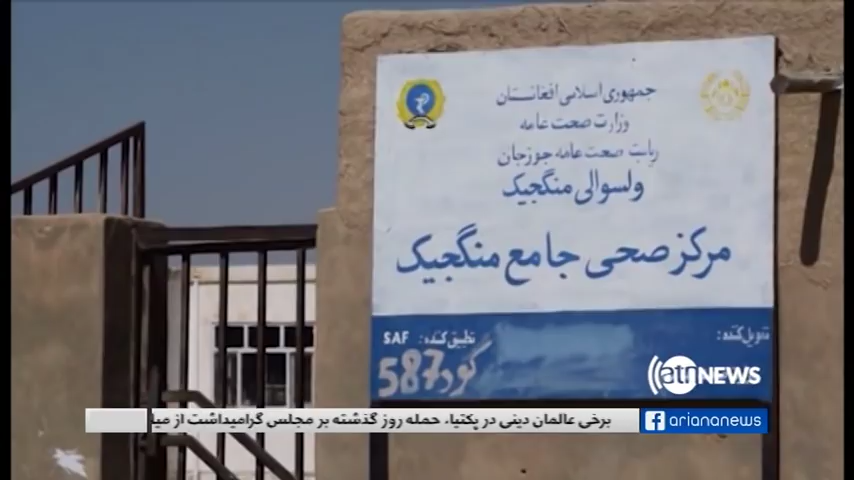 جمهوری اسلامی افغانستان
وزارت صحت عامه
ریاست صحت عامه جوزجان
ولسوالی منگجیک
مرکز صحی جامع منگجیک
تمویل کننده:
تطبیق کننده: SAF
کود 587
atn NEWS
برخی عالمان دینی در پکتیا، حمله روز گذشته بر مجلس گرامیداشت از میلا
ariananews